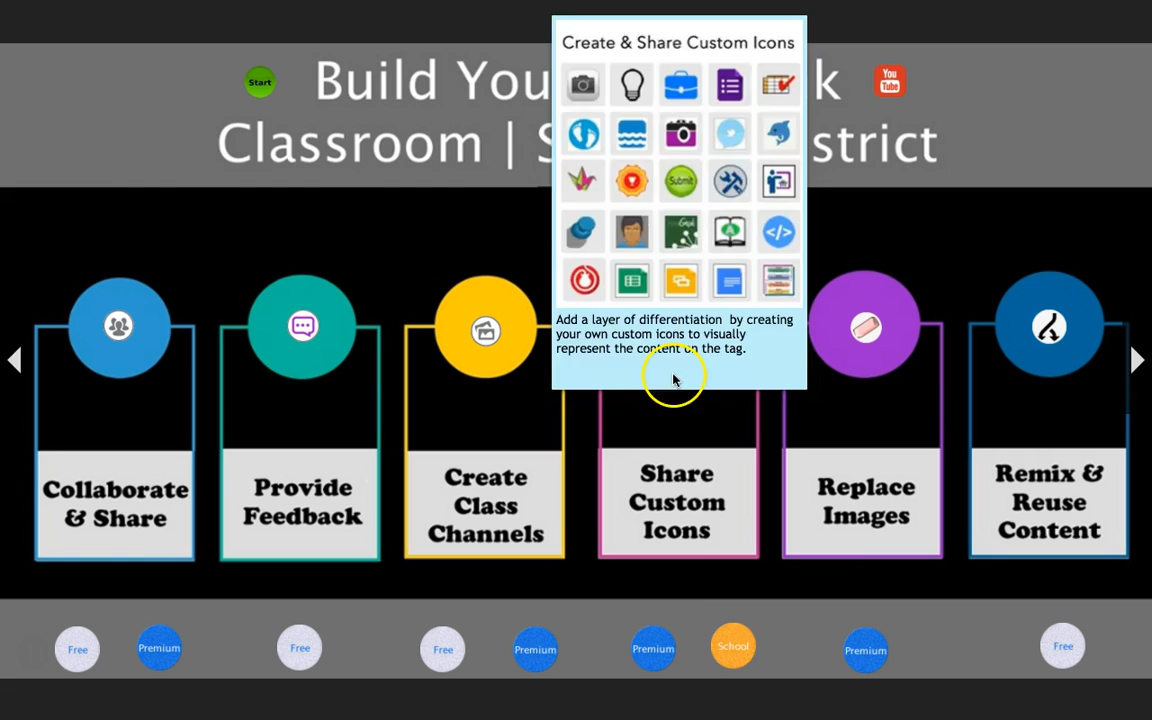 Create & Share Custom Icons
Start
Build You
k
You
Tube
Classroom | S
strict
Submit
Add a layer of differentiation by creating
your own custom icons to visually
represent the content on the tag.
Collaborate
& Share
Provide
Feedback
Create
Class
Channels
Share
Custom
Icons
Replace
Images
Remix &
Reuse
Content
Free
Premium
Free
Free
Premium
Premium
School
Premium
Free